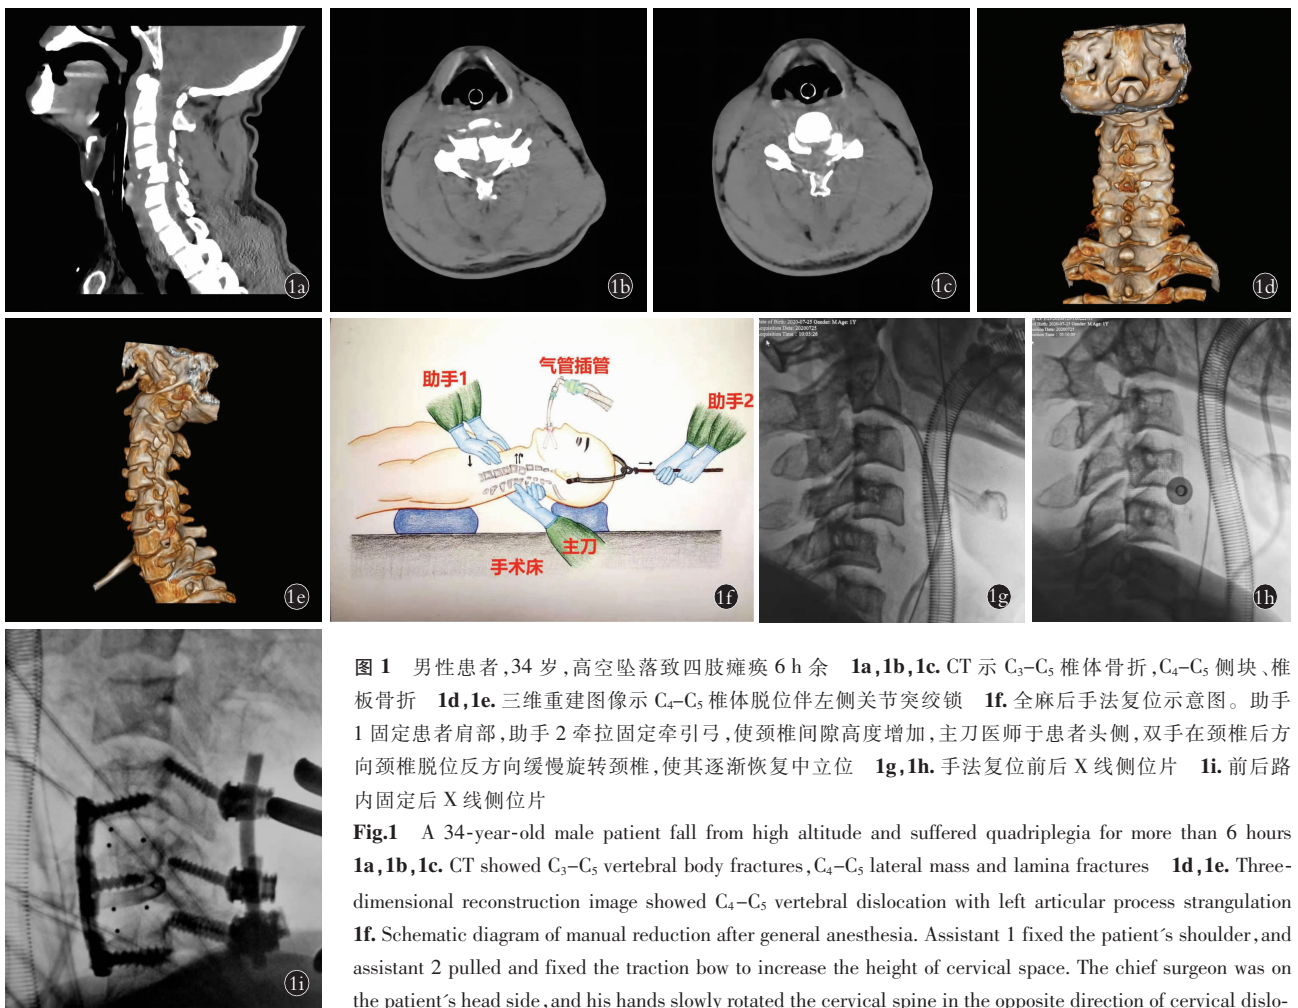 1a
1b
1c
1d
1e
助手1
气管插管
助手2
主刀
手术床
1f
Acquisition Date: 20200725
1g
1h
1i
图 1 男性患者,34 岁,高空坠落致四肢瘫痪 6 h 余 1a,1b,1c. CT 示 C₃-C₅ 椎体骨折,C₄-C₅ 侧块、椎
板骨折 1d,1e. 三维重建图像示 C₄-C₅ 椎体脱位伴左侧关节突绞锁 1f. 全麻后手法复位示意图。助手
1 固定患者肩部,助手 2 牵拉固定牵引弓,使颈椎间隙高度增加,主刀医师于患者头侧,双手在颈椎后方
向颈椎脱位反方向缓慢旋转颈椎,使其逐渐恢复中立位 1g,1h. 手法复位前后 X 线侧位片 1i. 前后路
内固定后 X 线侧位片
Fig.1 A 34-year-old male patient fall from high altitude and suffered quadriplegia for more than 6 hours
1a,1b,1c. CT showed C₃-C₅ vertebral body fractures,C₄-C₅ lateral mass and lamina fractures 1d,1e. Three-
dimensional reconstruction image showed C₄-C₅ vertebral dislocation with left articular process strangulation
1f. Schematic diagram of manual reduction after general anesthesia. Assistant 1 fixed the patient′s shoulder,and
assistant 2 pulled and fixed the traction bow to increase the height of cervical space. The chief surgeon was on
the patient′s head side,and his hands slowly rotated the cervical spine in the opposite direction of cervical dislo-